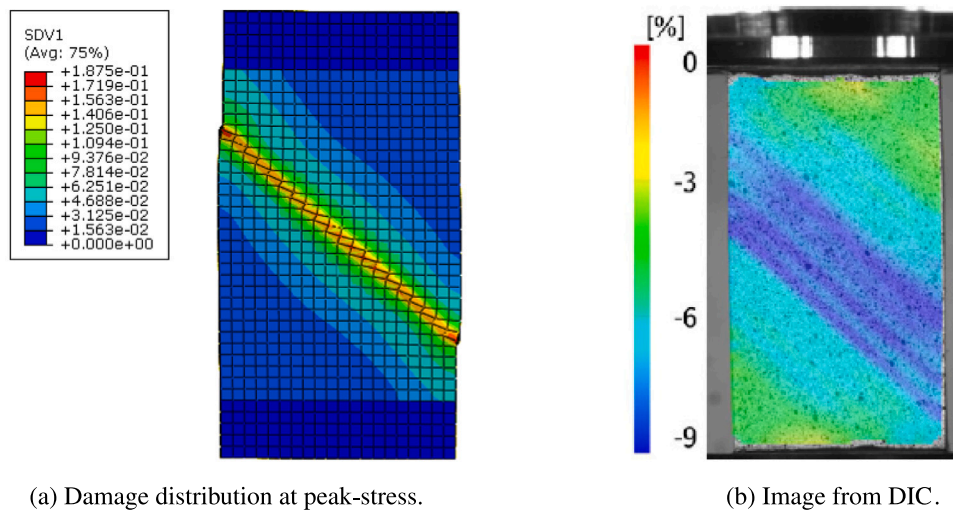 SDV1
(Avg: 75%)
+1.875e-01
+1.719e-01
+1.563e-01
+1.406e-01
+1.250e-01
+1.094e-01
+9.376e-02
+7.814e-02
+6.251e-02
+4.688e-02
+3.125e-02
+1.563e-02
+0.000e+00
[%]
0
-3
-6
-9
(a) Damage distribution at peak-stress.
(b) Image from DIC.